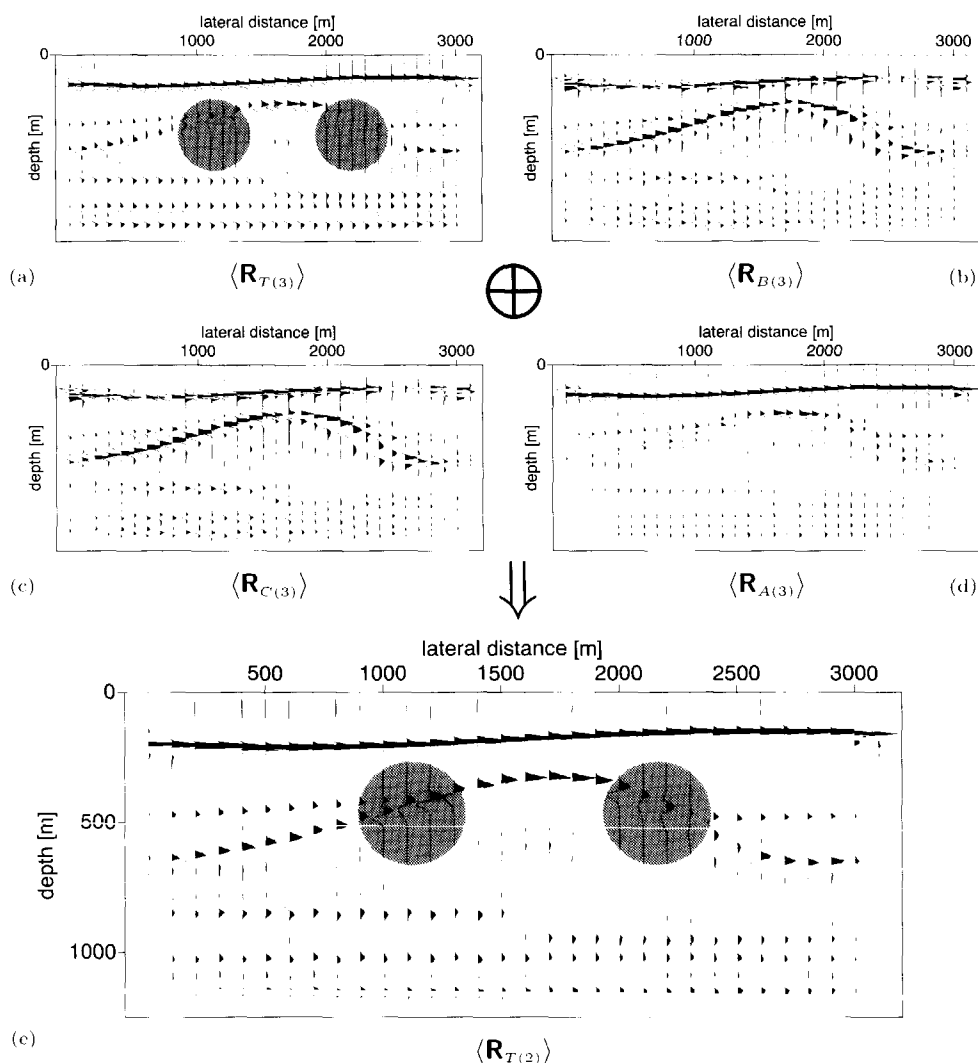 lateral distance [m]
1000 2000 3000
0
depth [m]
(a)
⟨R_T(3)⟩
lateral distance [m]
1000 2000 3000
0
depth [m]
⟨R_B(3)⟩
(b)
lateral distance [m]
1000 2000 3000
0
depth [m]
(c)
⟨R_C(3)⟩
lateral distance [m]
1000 2000 3000
0
depth [m]
⟨R_A(3)⟩
(d)
lateral distance [m]
500 1000 1500 2000 2500 3000
0
500
1000
depth [m]
(e)
⟨R_T(2)⟩